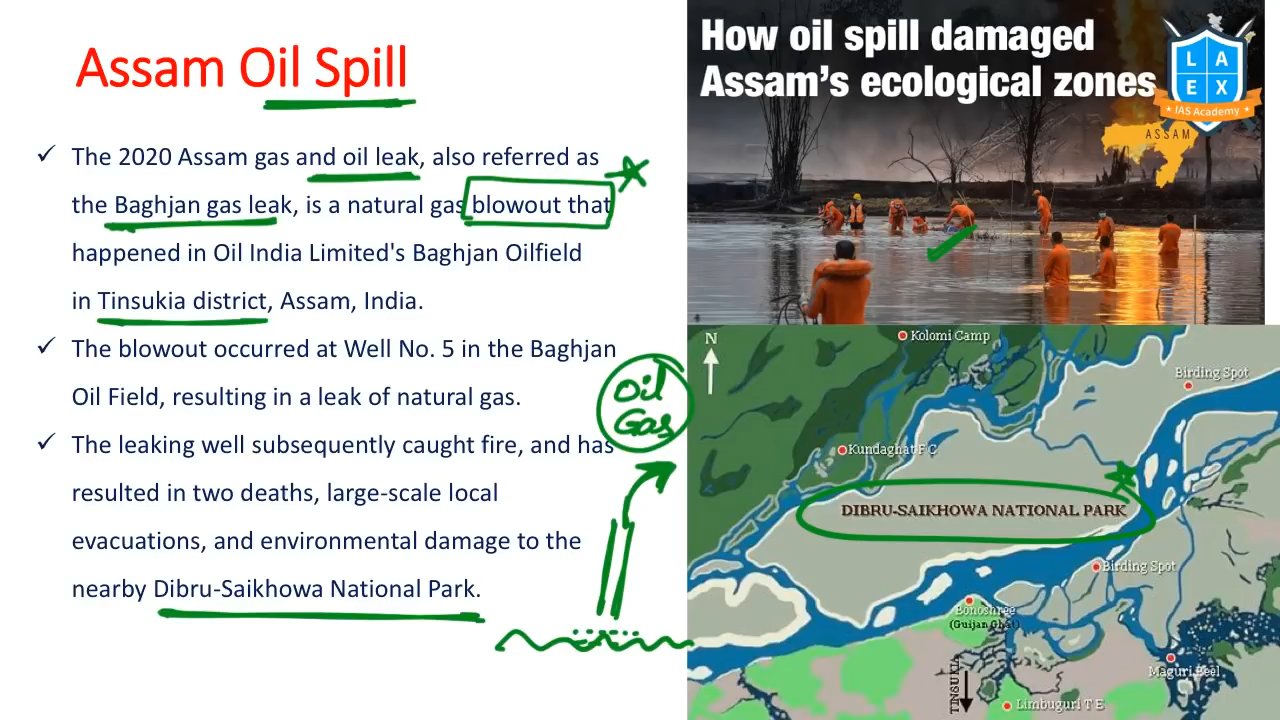 Assam Oil Spill
✓ The 2020 Assam gas and oil leak, also referred as
the Baghjan gas leak, is a natural gas blowout that
happened in Oil India Limited's Baghjan Oilfield
in Tinsukia district, Assam, India.
✓ The blowout occurred at Well No. 5 in the Baghjan
Oil Field, resulting in a leak of natural gas.
✓ The leaking well subsequently caught fire, and has
resulted in two deaths, large-scale local
evacuations, and environmental damage to the
nearby Dibru-Saikhowa National Park.
Oil
Gas
How oil spill damaged
Assam's ecological zones
L A
E X
IAS Academy
ASSAM
N
Kolomi Camp
Birding Spot
Kundaghat F C
DIBRU-SAIKHOWA NATIONAL PARK
Birding Spot
Bonoshree
(Guijan Ghat)
Maguri Beel
TINSUKIA
Limbuguri T E